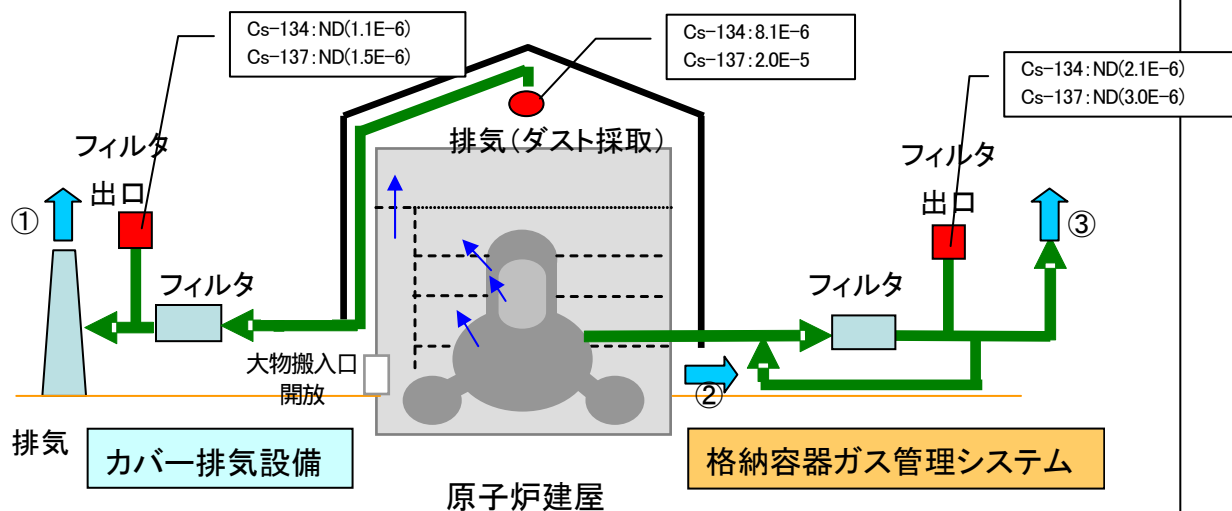 Cs-134:ND(1.1E-6)
Cs-137:ND(1.5E-6)
Cs-134:8.1E-6
Cs-137:2.0E-5
Cs-134:ND(2.1E-6)
Cs-137:ND(3.0E-6)
排気(ダスト採取)
フィルタ
出口
①
フィルタ
フィルタ
出口
③
フィルタ
大物搬入口
開放
②
排気
カバー排気設備
格納容器ガス管理システム
原子炉建屋